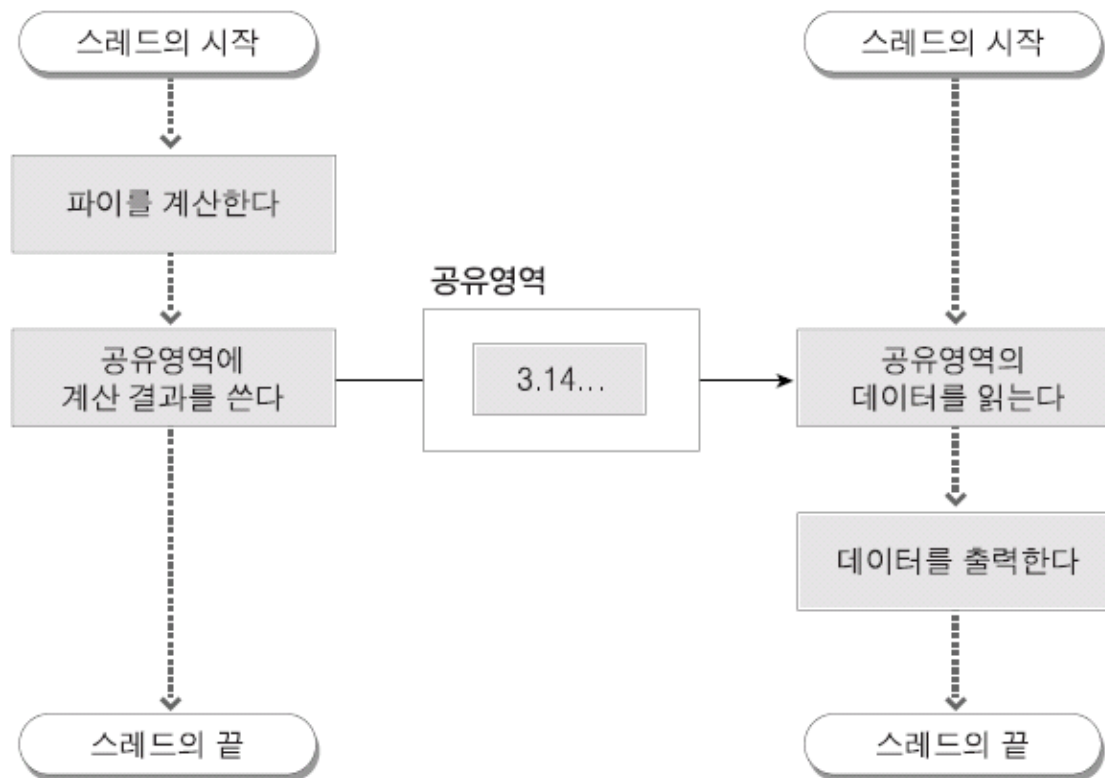 스레드의 시작
파이를 계산한다
공유영역에
계산 결과를 쓴다
스레드의 끝
공유영역
3.14...
스레드의 시작
공유영역의
데이터를 읽는다
데이터를 출력한다
스레드의 끝